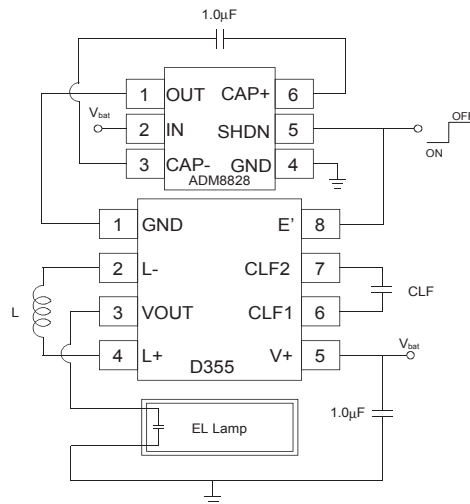 1.0μF
1 OUT CAP+ 6
Vbat
2 IN SHDN 5
OFF
ON
3 CAP- GND 4
ADM8828
1 GND E' 8
2 L- CLF2 7
L
CLF
3 VOUT CLF1 6
4 L+ V+ 5
Vbat
D355
1.0μF
EL Lamp